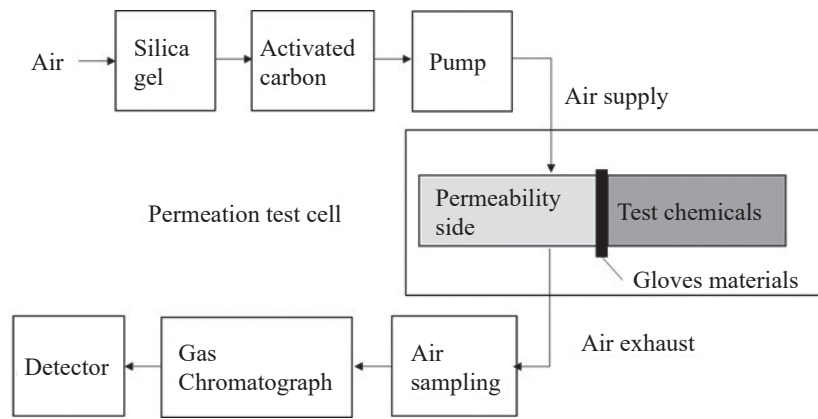 Air
Silica
gel
Activated
carbon
Pump
Air supply
Permeation test cell
Permeability
side
Test chemicals
Gloves materials
Detector
Gas
Chromatograph
Air
sampling
Air exhaust